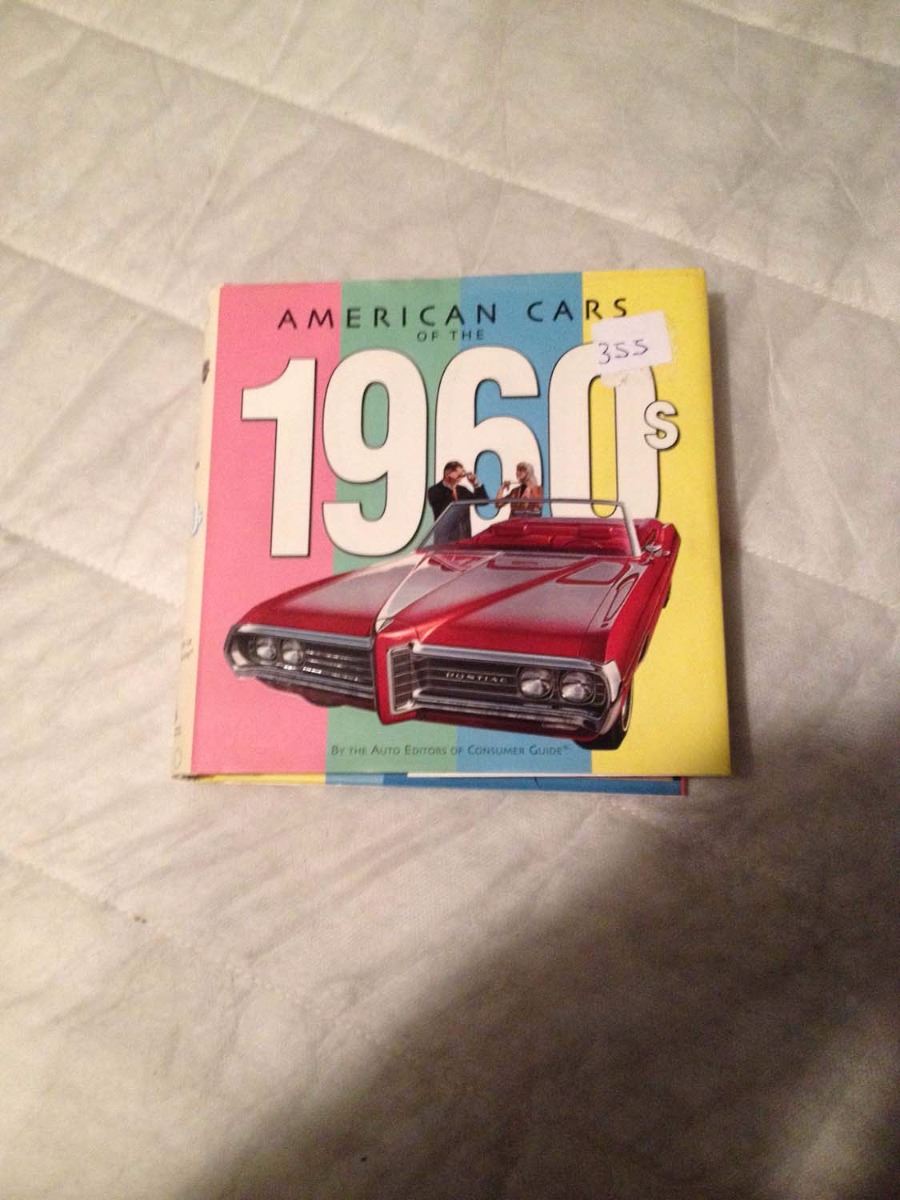 AMERICAN CARS
OF THE
355
1960s
PONTIAC
BY THE AUTO EDITORS OF CONSUMER GUIDE®